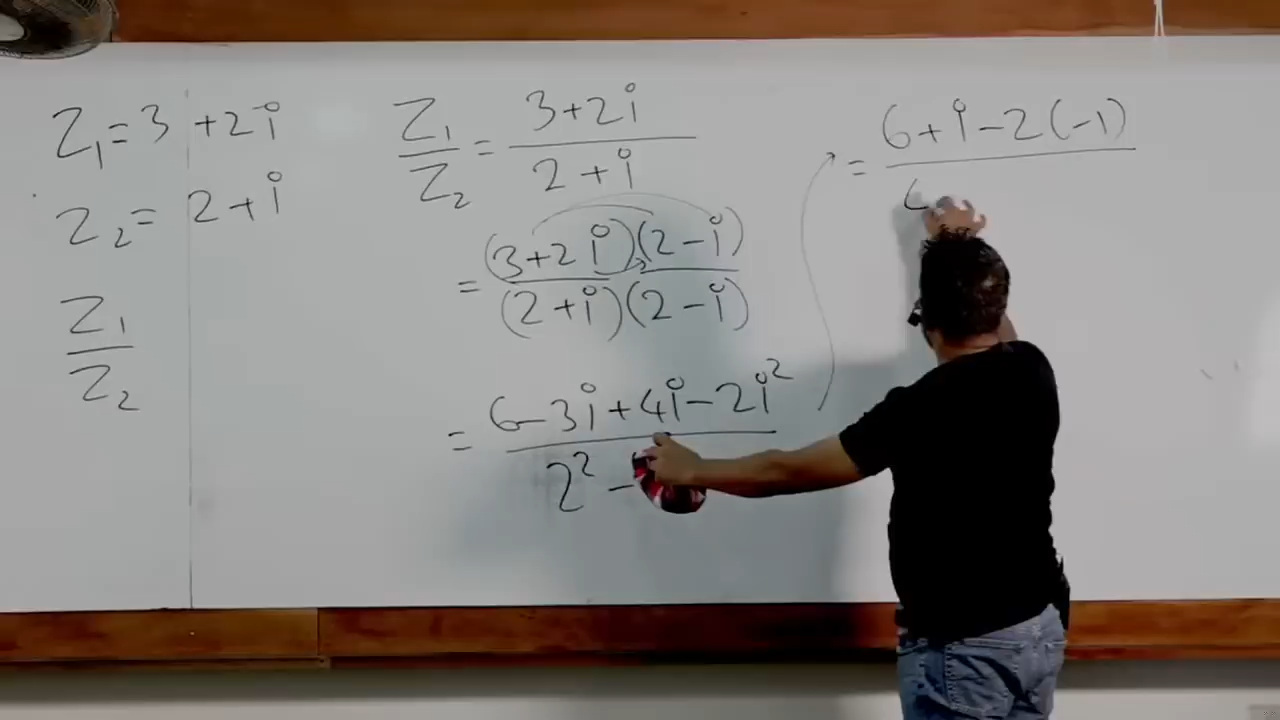 Z₁ = 3 + 2i
Z₂ = 2 + i
Z₁
Z₂
Z₁/Z₂ = (3+2i)/(2+i)
= (3+2i)(2-i)/(2+i)(2-i)
= 6-3i+4i-2i²
2² -
= 6+i-2(-1)